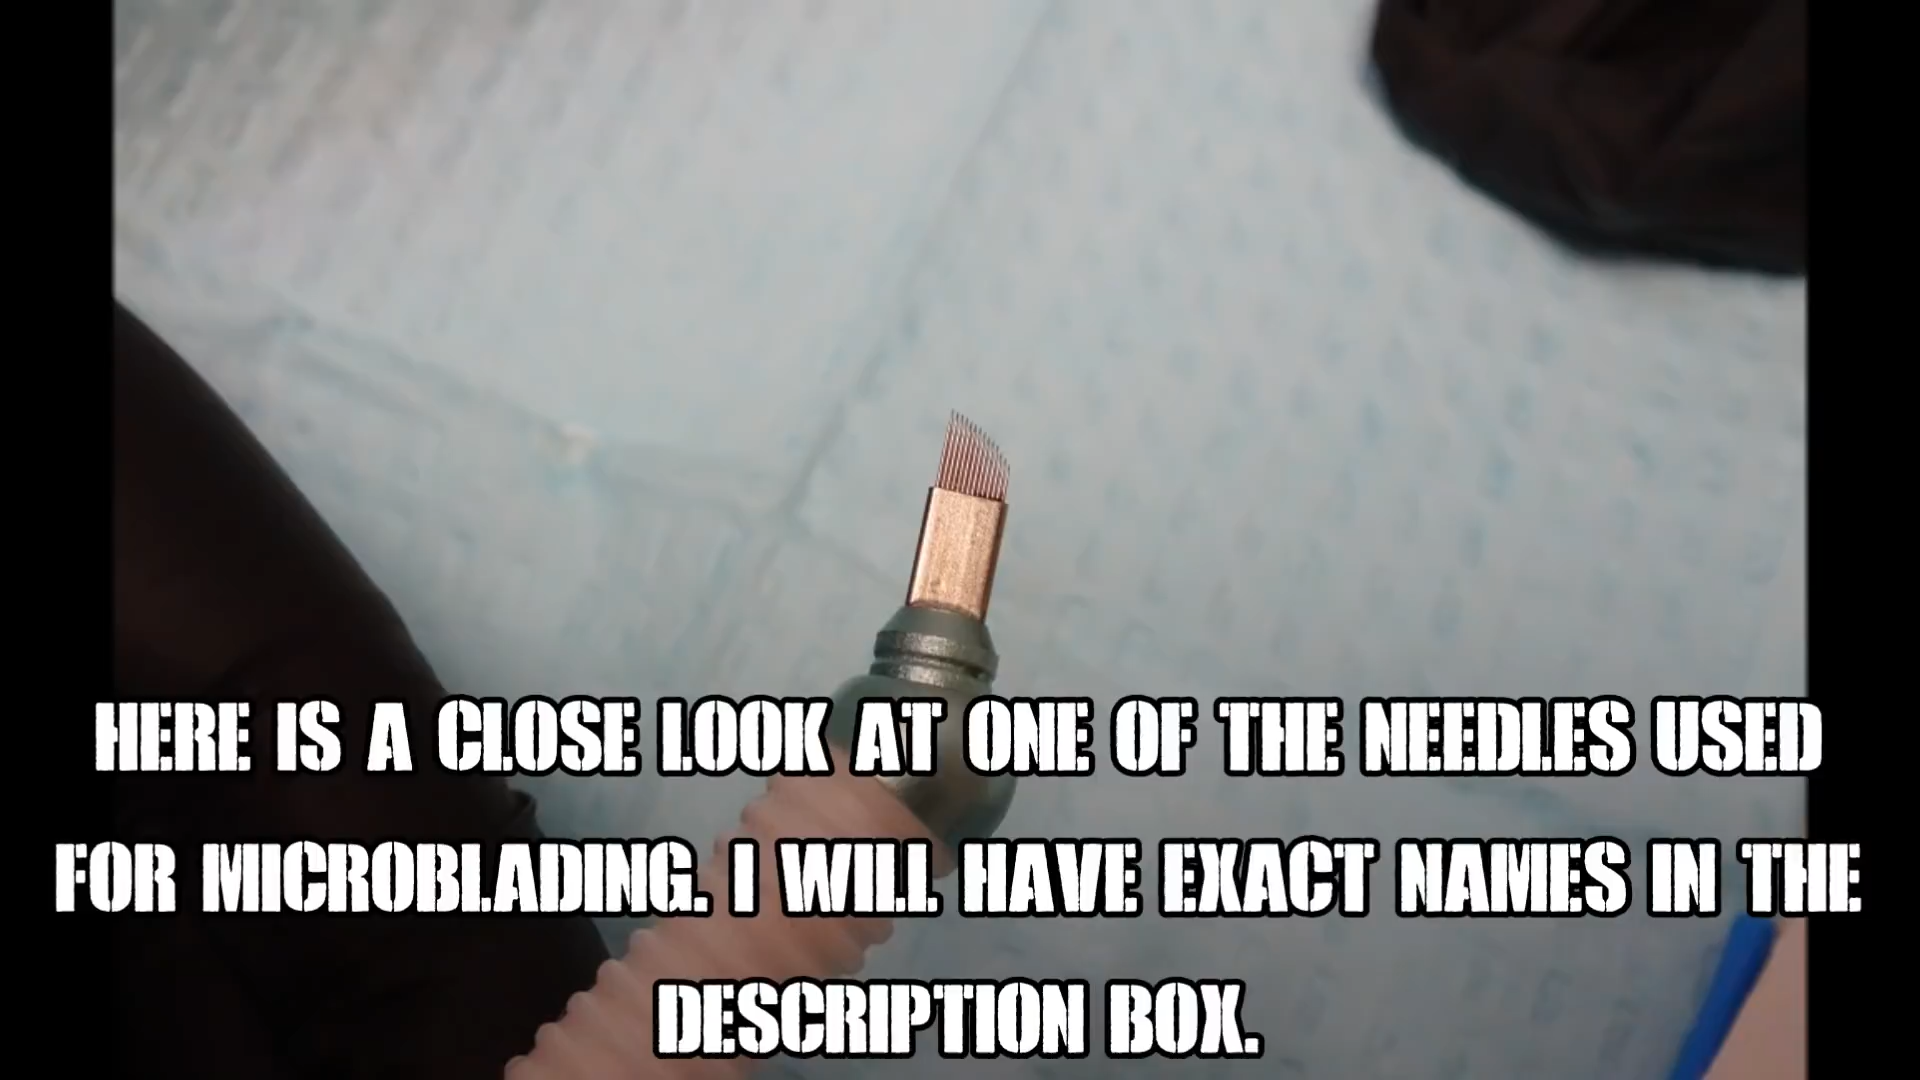 HERE IS A CLOSE LOOK AT ONE OF THE NEEDLES USED
FOR MICROBLADING. I WILL HAVE EXACT NAMES IN THE
DESCRIPTION BOX.